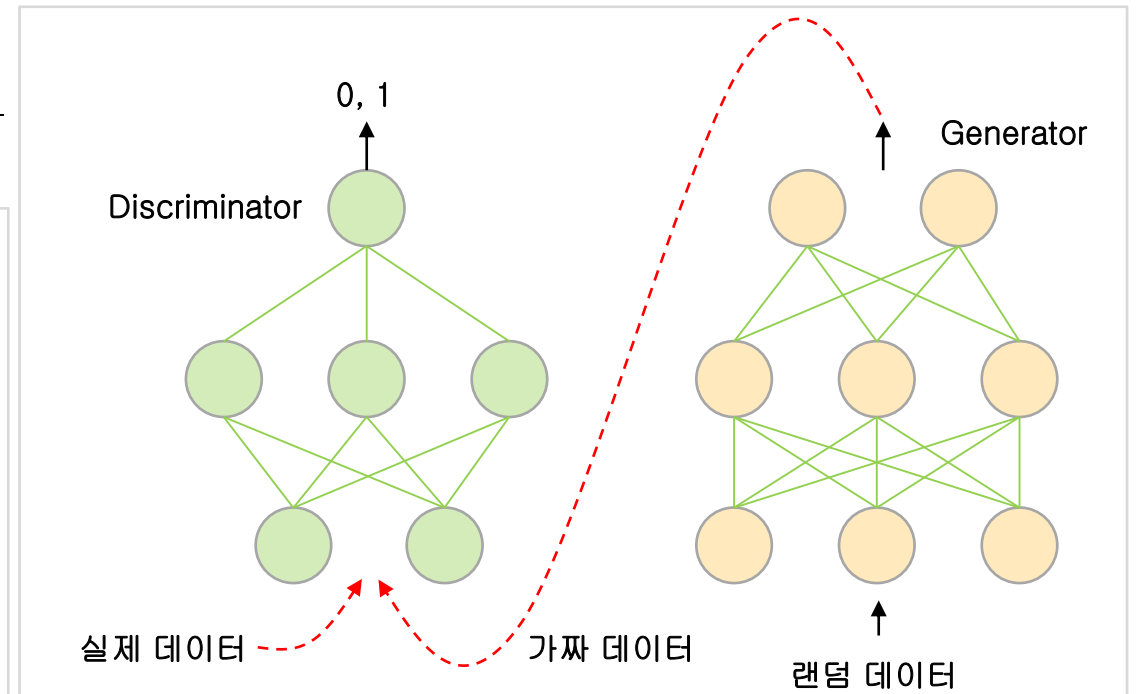 0, 1
Generator
Discriminator
실제 데이터
가짜 데이터
랜덤 데이터